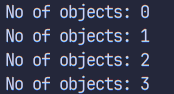 No of objects: 0
No of objects: 1
No of objects: 2
No of objects: 3